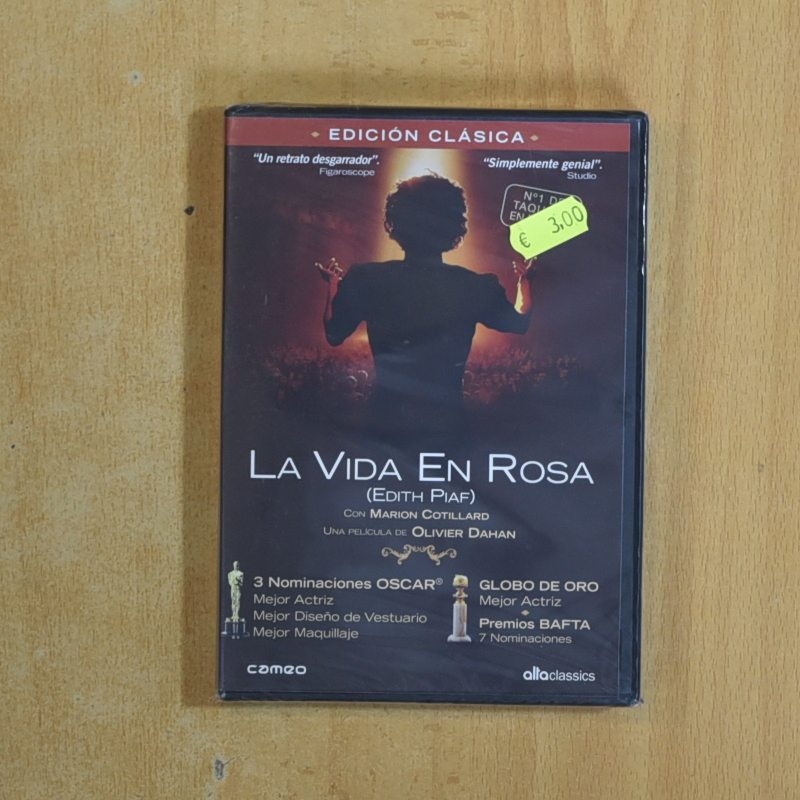 EDICIÓN CLÁSICA
"Un retrato desgarrador".
Figaroscope
"Simplemente genial".
Studio
Nº1
€ 3,00
LA VIDA EN ROSA
(EDITH PIAF)
CON MARION COTILLARD
UNA PELÍCULA DE OLIVIER DAHAN
3 Nominaciones OSCAR®
Mejor Actriz
Mejor Diseño de Vestuario
Mejor Maquillaje
GLOBO DE ORO
Mejor Actriz
Premios BAFTA
7 Nominaciones
cameo
altaclassics